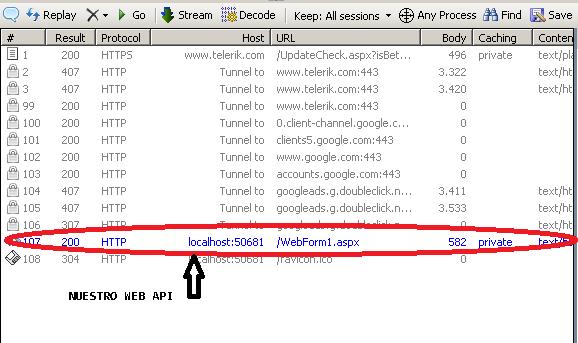 Replay Go Stream Decode Keep: All sessions Any Process Find Save
# Result Protocol Host URL Body Caching Conten
1 200 HTTPS www.telerik.com /UpdateCheck.aspx?isBet... 496 private text/pla
2 407 HTTP Tunnel to www.telerik.com:443 3.322 text/ht
3 407 HTTP Tunnel to www.telerik.com:443 3.420 text/ht
99 200 HTTP Tunnel to www.telerik.com:443 0
100 200 HTTP Tunnel to 0.client-channel.google.c... 0
101 200 HTTP Tunnel to clients5.google.com:443 0
102 200 HTTP Tunnel to www.google.com:443 0
103 200 HTTP Tunnel to accounts.google.com:443 0
104 407 HTTP Tunnel to googleads.g.doubleclick.n... 3.411 text/ht
105 407 HTTP Tunnel to googleads.g.doubleclick.n... 3.533 text/ht
106 307 HTTP Tunnel to googleads.g.doubleclick.n... 0
107 200 HTTP localhost:50681 /WebForm1.aspx 582 private text/ht
108 304 HTTP localhost:50681 /favicon.ico 0
NUESTRO WEB API